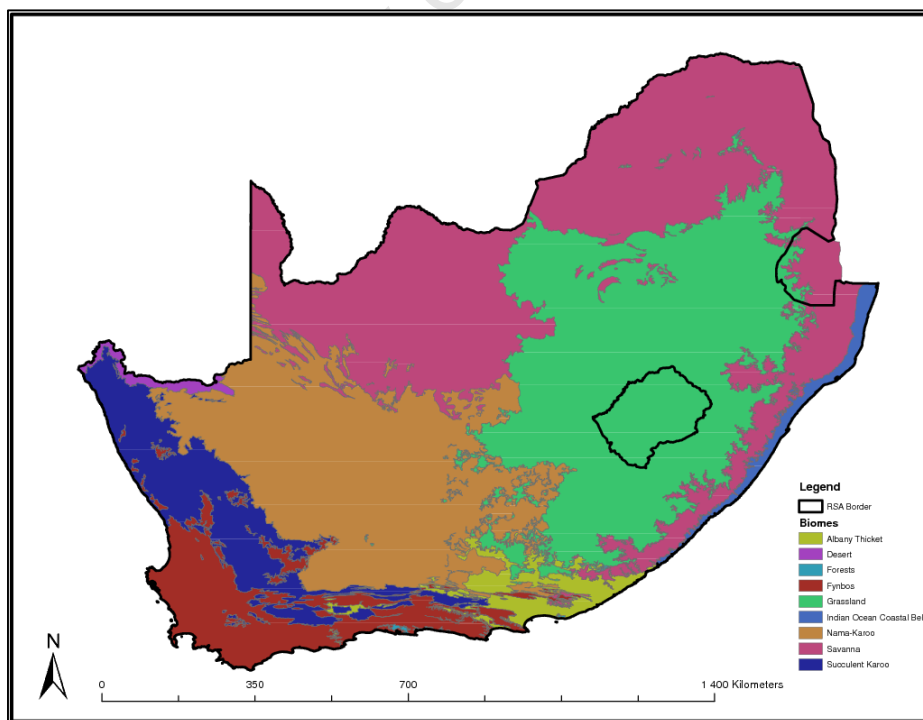 Legend
RSA Border
Biomes
Albany Thicket
Desert
Forests
Fynbos
Grassland
Indian Ocean Coastal Bel
Nama-Karoo
Savanna
Succulent Karoo
N
0 350 700 1 400 Kilometers